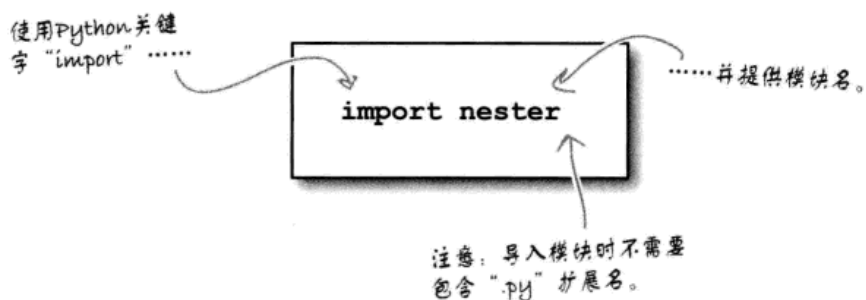 使用Python关键
字“import”……
import nester
……并提供模块名。
注意：导入模块时不需要
包含“.py”扩展名。